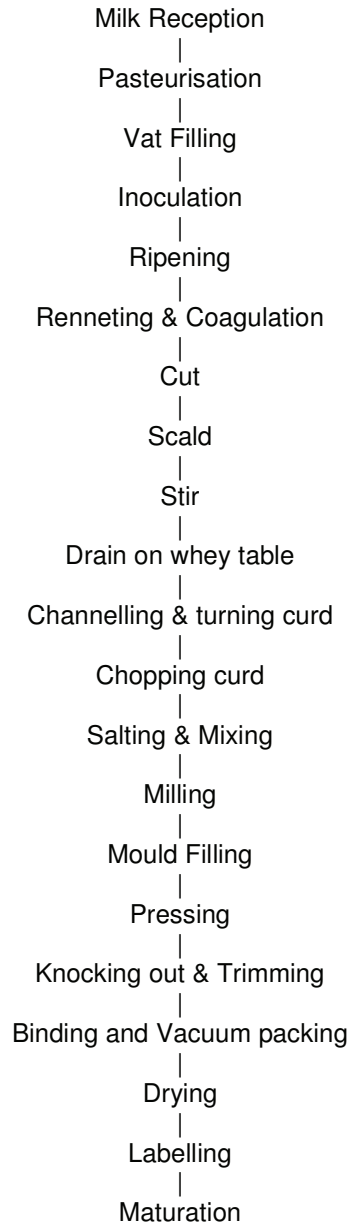 Milk Reception
Pasteurisation
Vat Filling
Inoculation
Ripening
Renneting & Coagulation
Cut
Scald
Stir
Drain on whey table
Channelling & turning curd
Chopping curd
Salting & Mixing
Milling
Mould Filling
Pressing
Knocking out & Trimming
Binding and Vacuum packing
Drying
Labelling
Maturation